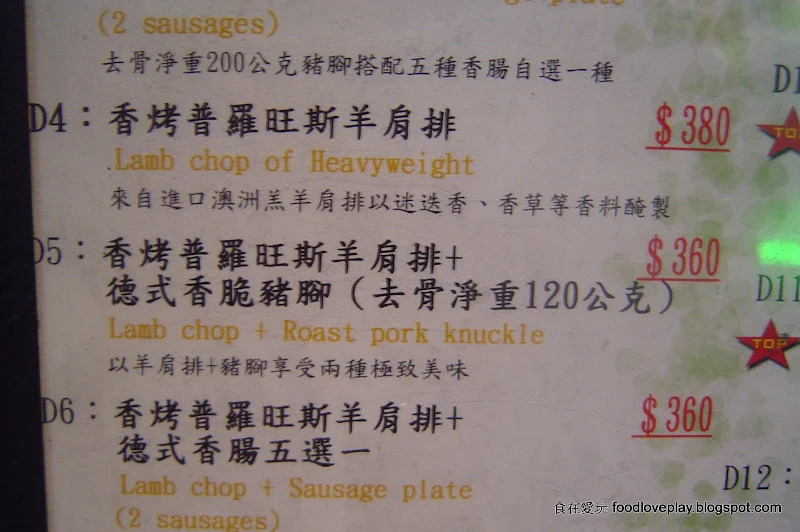 (2 sausages)
去骨淨重200公克豬腳搭配五種香腸自選一種
D4：香烤普羅旺斯羊肩排 $380
Lamb chop of Heavyweight
來自進口澳洲羔羊肩排以迷迭香、香草等香料醃製
D5：香烤普羅旺斯羊肩排+ $360
德式香脆豬腳（去骨淨重120公克）
Lamb chop + Roast pork knuckle
以羊肩排+豬腳享受兩種極致美味
D6：香烤普羅旺斯羊肩排+ $360
德式香腸五選一
Lamb chop + Sausage plate
(2 sausages)
TOP
D11
TOP
D12：
食在愛玩 foodloveplay.blogspot.com